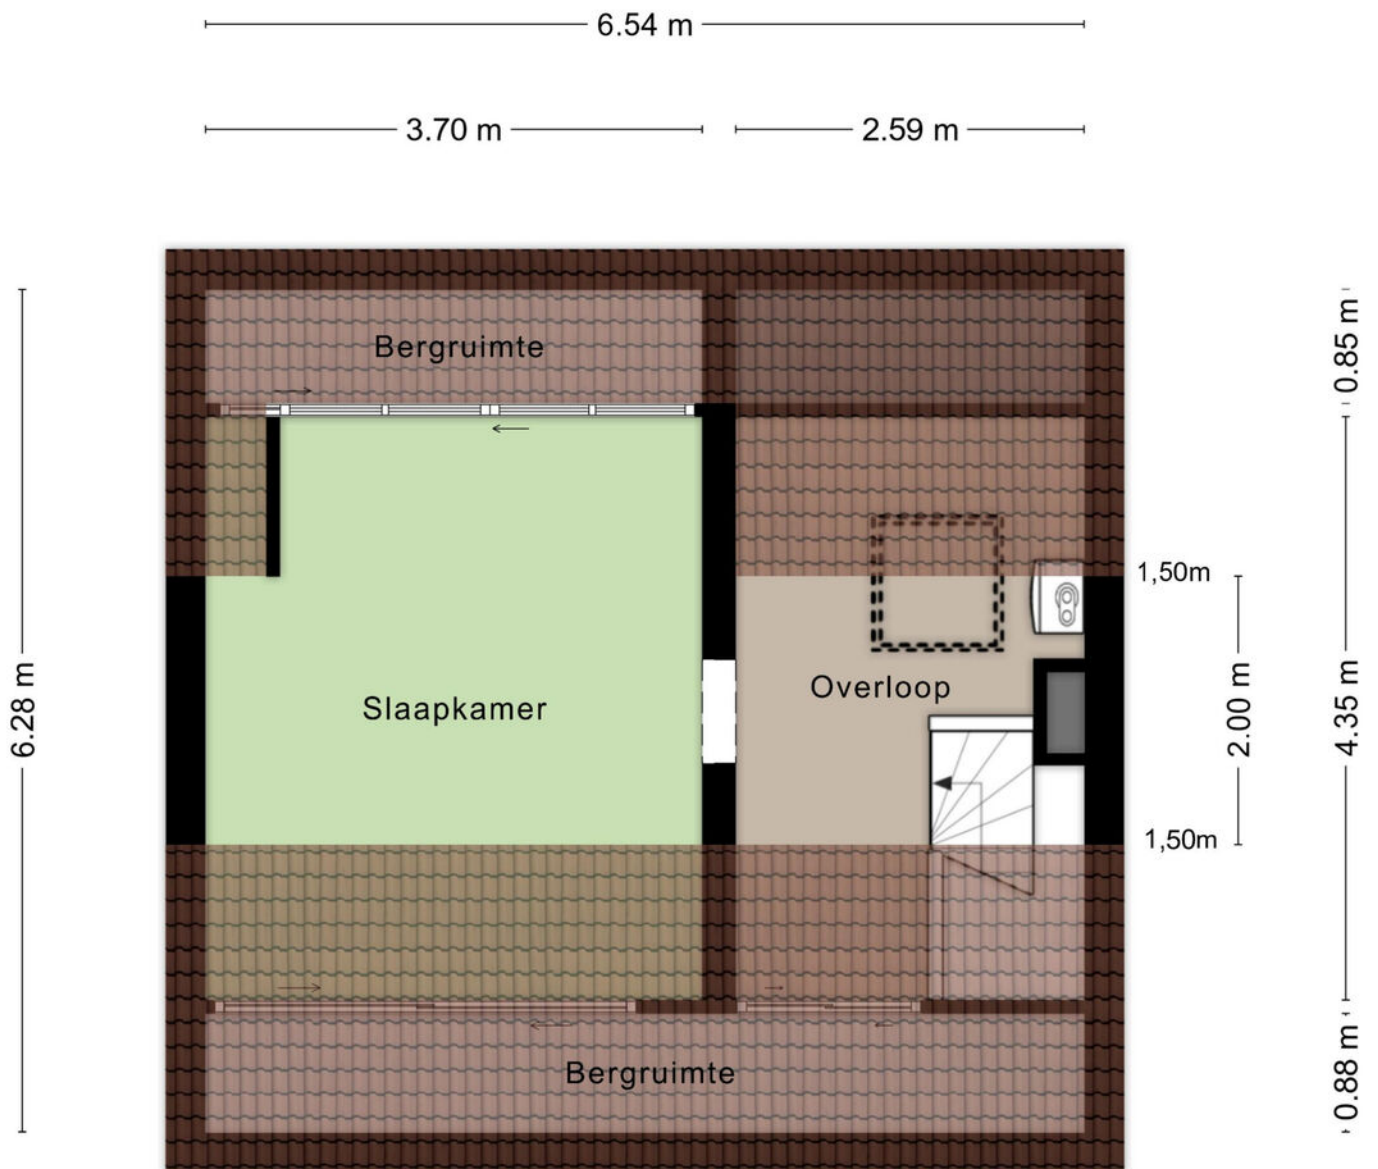 6.54 m
3.70 m
2.59 m
Bergruimte
0.85 m
1,50m
Slaapkamer
Overloop
6.28 m
2.00 m
4.35 m
1,50m
Bergruimte
0.88 m